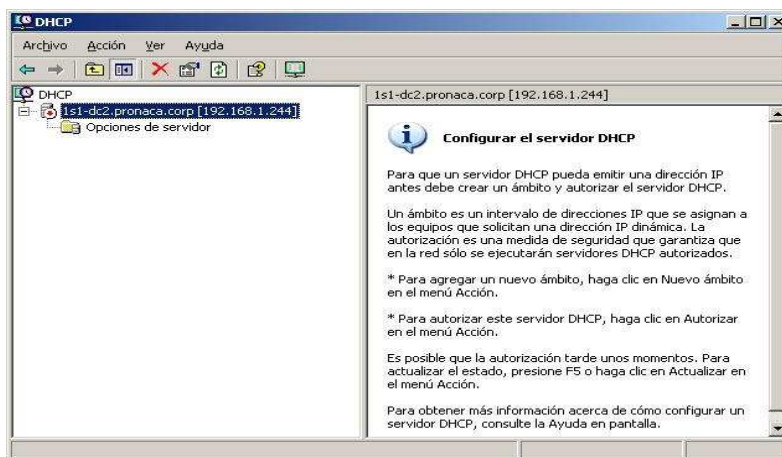 DHCP
Archivo Acción Ver Ayuda
DHCP
1s1-dc2.pronaca.corp [192.168.1.244]
Opciones de servidor
1s1-dc2.pronaca.corp [192.168.1.244]
Configurar el servidor DHCP
Para que un servidor DHCP pueda emitir una dirección IP
antes debe crear un ámbito y autorizar el servidor DHCP.
Un ámbito es un intervalo de direcciones IP que se asignan a
los equipos que solicitan una dirección IP dinámica. La
autorización es una medida de seguridad que garantiza que
en la red sólo se ejecutarán servidores DHCP autorizados.
* Para agregar un nuevo ámbito, haga clic en Nuevo ámbito
en el menú Acción.
* Para autorizar este servidor DHCP, haga clic en Autorizar
en el menú Acción.
Es posible que la autorización tarde unos momentos. Para
actualizar el estado, presione F5 o haga clic en Actualizar en
el menú Acción.
Para obtener más información acerca de cómo configurar un
servidor DHCP, consulte la Ayuda en pantalla.